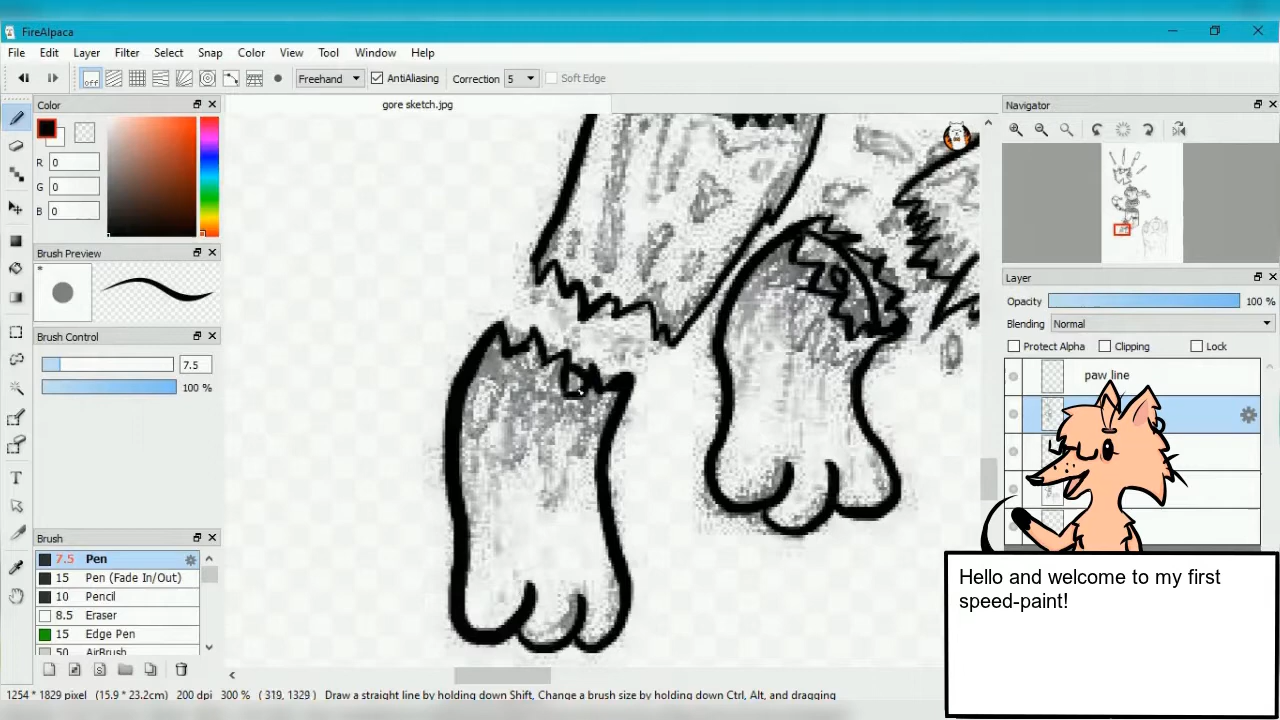 FireAlpaca
File Edit Layer Filter Select Snap Color View Tool Window Help
off Freehand AntiAliasing Correction 5 Soft Edge
Color gore sketch.jpg Navigator
R 0
G 0
B 0
Brush Preview
*
Layer
Opacity 100 %
Blending Normal
Brush Control
Protect Alpha Clipping Lock
7.5
paw line
100 %
Brush
7.5 Pen
15 Pen (Fade In/Out)
10 Pencil
8.5 Eraser
15 Edge Pen
50 AirBrush
Hello and welcome to my first
speed-paint!
1254 * 1829 pixel (15.9 * 23.2cm) 200 dpi 300 % ( 319, 1329 ) Draw a straight line by holding down Shift, Change a brush size by holding down Ctrl, Alt, and dragging